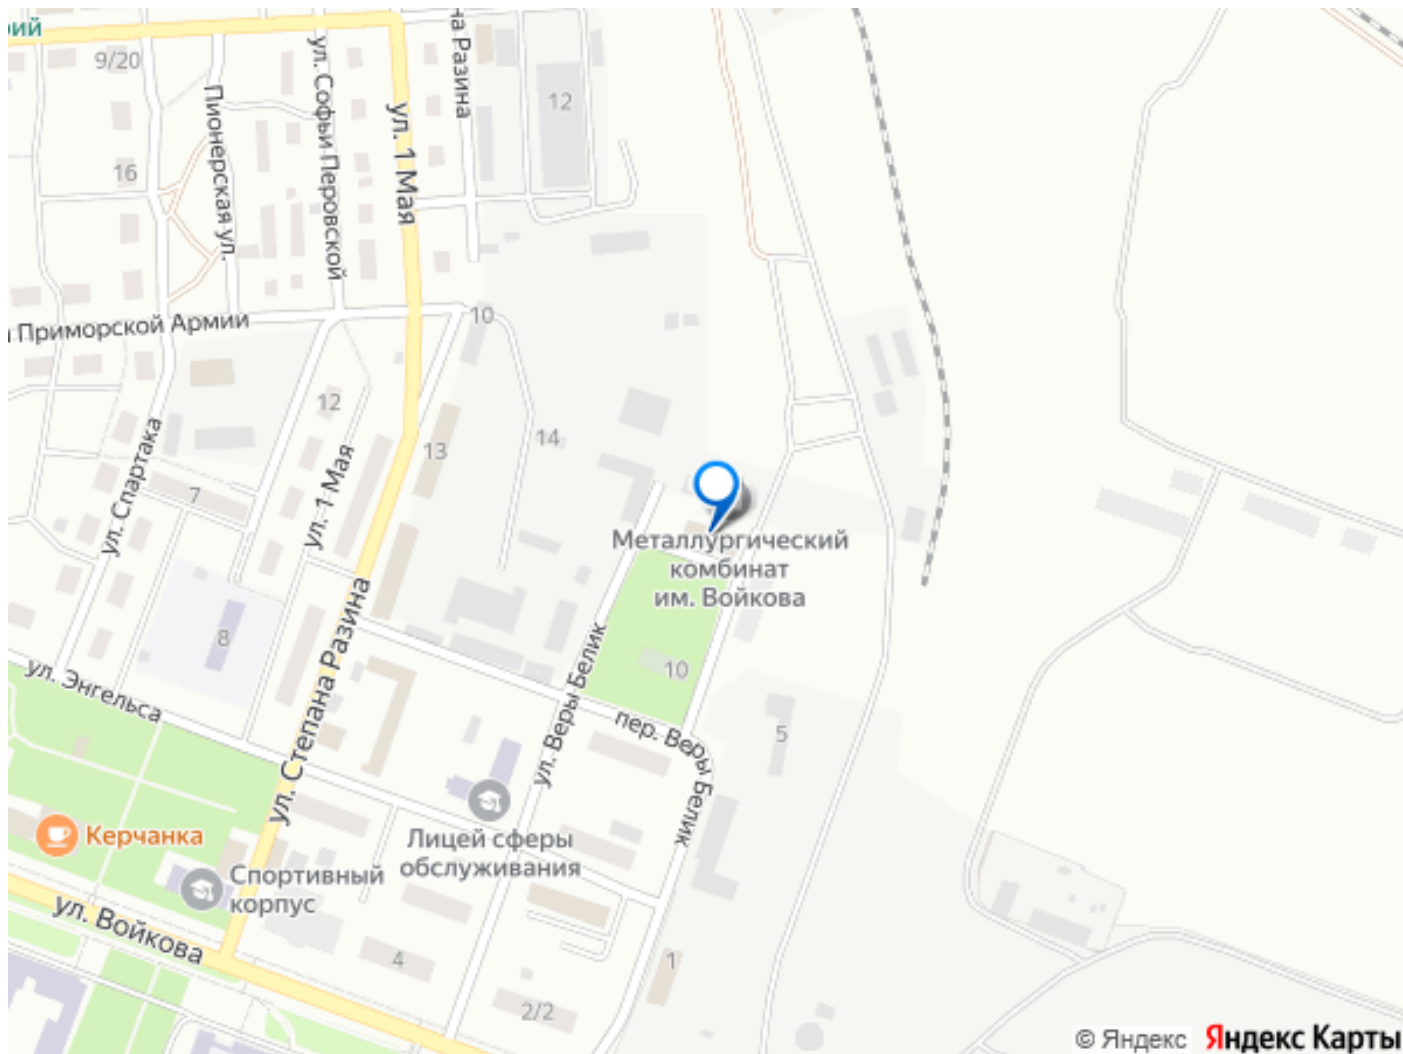 рий
9/20
ул. Софьи Перовской
на Разина
12
Пионерская ул.
ул. 1 Мая
16
Приморской Армии
10
12
13
14
ул. Спартака
7
ул. 1 Мая
Металлургический
комбинат
им. Войкова
8
ул. Степана Разина
ул. Веры Белик
10
ул. Энгельса
пер. Веры Белик
5
Керчанка
Лицей сферы
обслуживания
Спортивный
корпус
ул. Войкова
4
1
2/2
© Яндекс Яндекс Карты